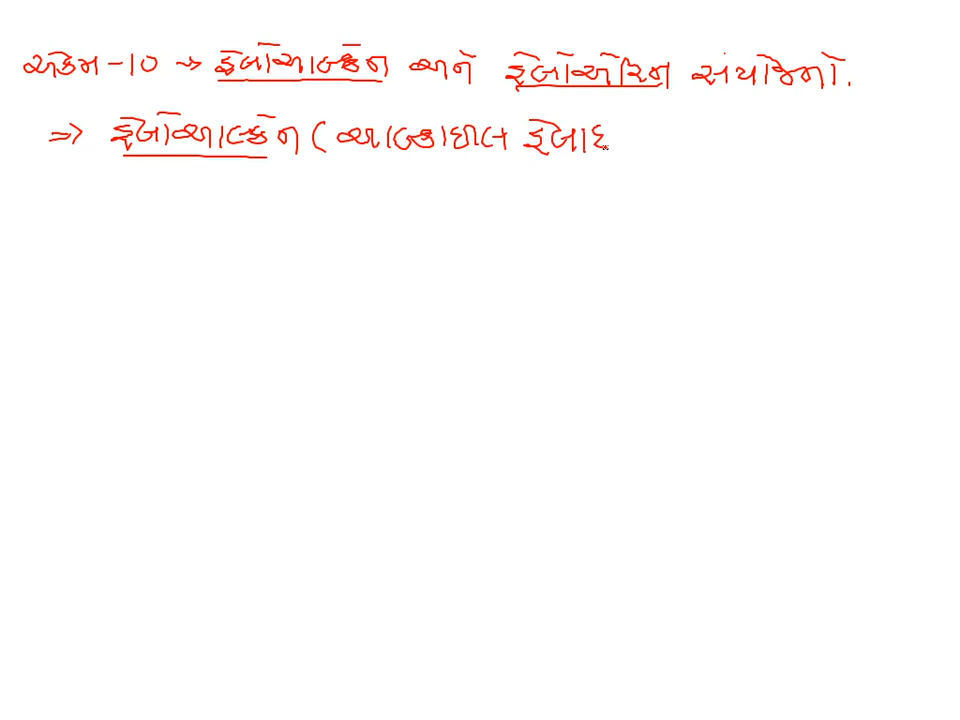 એકમ-10 → હેલોઆલ્કેન અને હેલોએરિન સંયોજનો.
⇒ હેલોઆલ્કેન (આલ્કાઈલ હેલાઇ